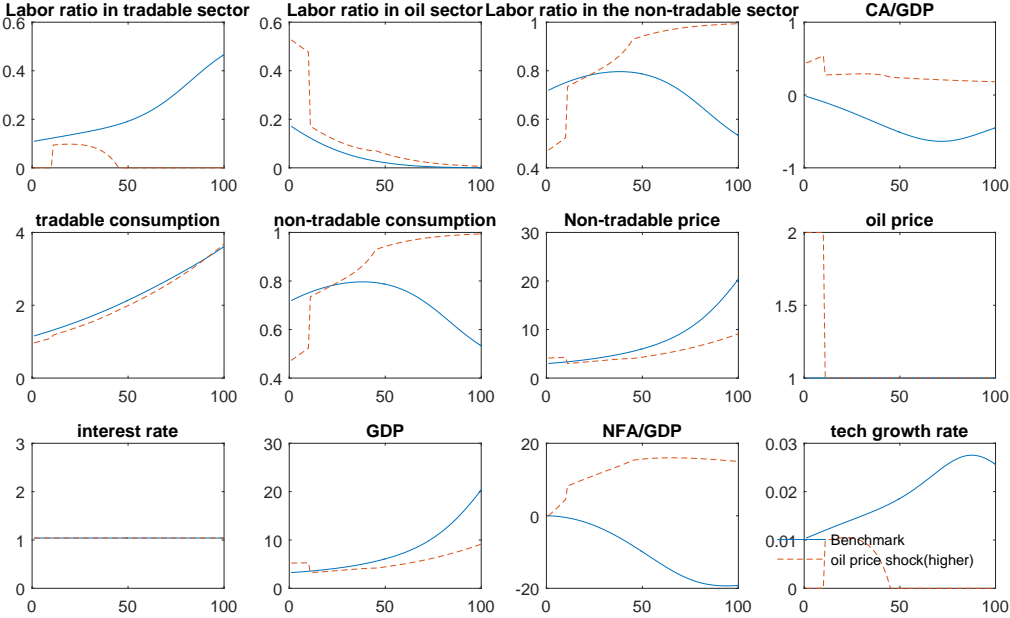 Labor ratio in tradable sector
Labor ratio in oil sector
Labor ratio in the non-tradable sector
CA/GDP
0.6
0.4
0.2
0
0 50 100
0.6
0.4
0.2
0
0 50 100
1
0.8
0.6
0.4
0 50 100
1
0
-1
0 50 100
tradable consumption
non-tradable consumption
Non-tradable price
oil price
4
2
0
0 50 100
1
0.8
0.6
0.4
0 50 100
30
20
10
0
0 50 100
2
1.5
1
0 50 100
interest rate
GDP
NFA/GDP
tech growth rate
3
2
1
0
0 50 100
30
20
10
0
0 50 100
20
0
-20
0 50 100
0.03
0.02
0.01
0
0 50 100
Benchmark
oil price shock(higher)